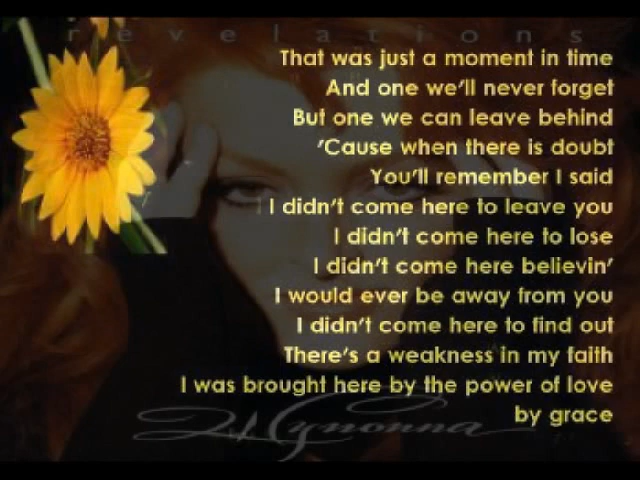 revelations
That was just a moment in time
And one we'll never forget
But one we can leave behind
'Cause when there is doubt
You'll remember I said
I didn't come here to leave you
I didn't come here to lose
I didn't come here believin'
I would ever be away from you
I didn't come here to find out
There's a weakness in my faith
I was brought here by the power of love
by grace
Wynonna